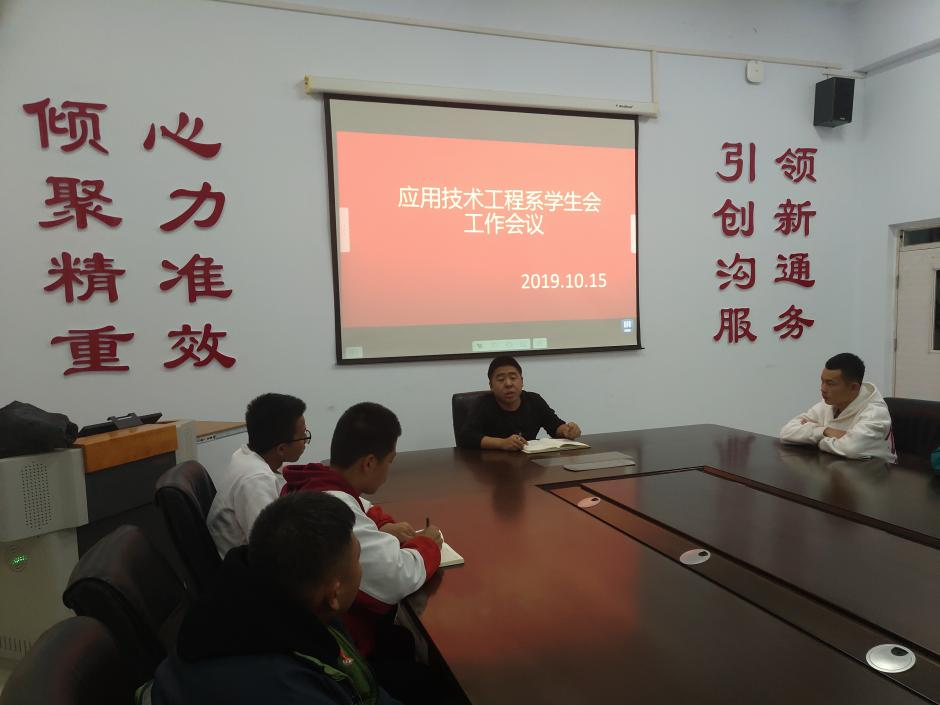 倾心
聚力
精准
重效
应用技术工程系学生会
工作会议
2019.10.15
引领
创新
沟通
服务